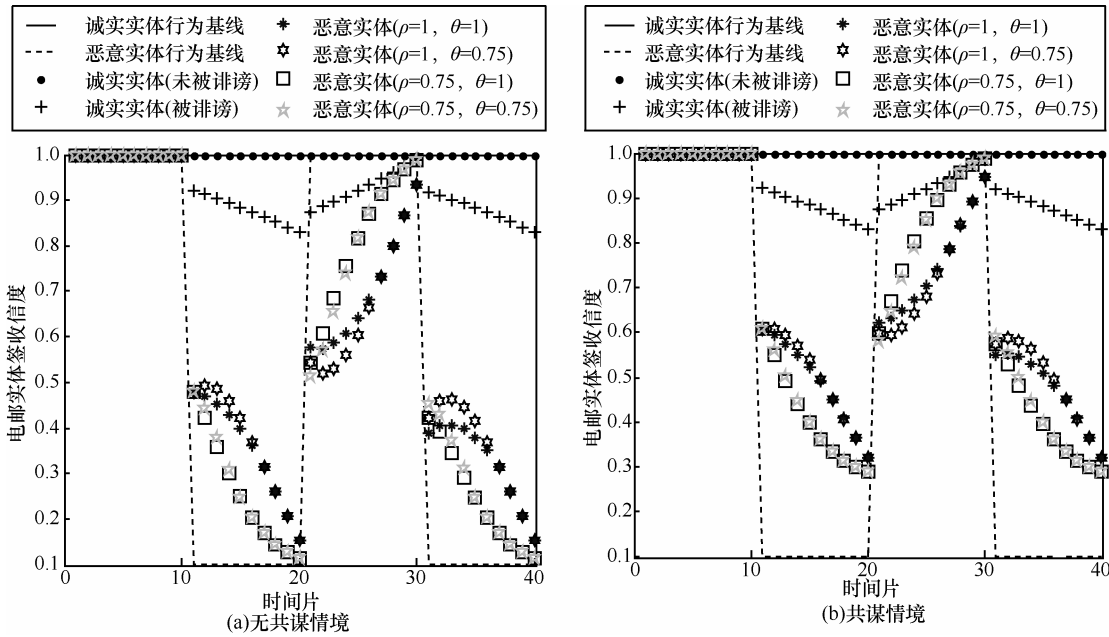 诚实实体行为基线
恶意实体行为基线
诚实实体(未被诽谤)
诚实实体(被诽谤)
恶意实体(ρ=1, θ=1)
恶意实体(ρ=1, θ=0.75)
恶意实体(ρ=0.75, θ=1)
恶意实体(ρ=0.75, θ=0.75)
1.0
0.9
0.8
0.7
0.6
0.5
0.4
0.3
0.2
0.1
电邮实体签收信度
0
10
20
30
40
时间片
(a)无共谋情境
诚实实体行为基线
恶意实体行为基线
诚实实体(未被诽谤)
诚实实体(被诽谤)
恶意实体(ρ=1, θ=1)
恶意实体(ρ=1, θ=0.75)
恶意实体(ρ=0.75, θ=1)
恶意实体(ρ=0.75, θ=0.75)
1.0
0.9
0.8
0.7
0.6
0.5
0.4
0.3
0.2
0.1
电邮实体签收信度
0
10
20
30
40
时间片
(b)共谋情境